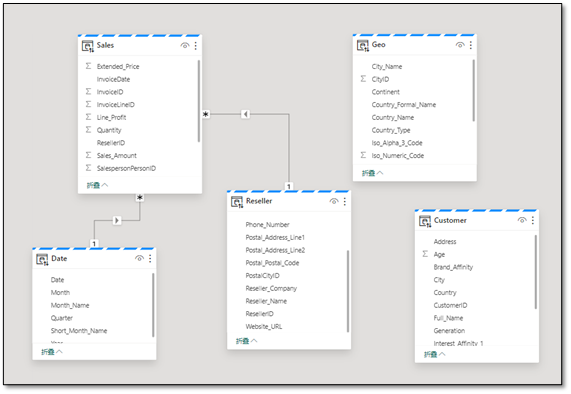 Sales
Σ Extended_Price
InvoiceDate
Σ InvoiceID
Σ InvoiceLineID
Σ Line_Profit
Σ Quantity
ResellerID
Σ Sales_Amount
Σ SalespersonPersonID
折叠
Geo
City_Name
Σ CityID
Continent
Country_Formal_Name
Country_Name
Country_Type
Iso_Alpha_3_Code
Σ Iso_Numeric_Code
折叠
*
1
*
1
Reseller
Phone_Number
Postal_Address_Line1
Postal_Address_Line2
Postal_Postal_Code
PostalCityID
Reseller_Company
Reseller_Name
ResellerID
Website_URL
折叠
Customer
Address
Σ Age
Brand_Affinity
City
Country
CustomerID
Full_Name
Generation
Interest_Affinity_1
折叠
Date
Date
Month
Month_Name
Quarter
Short_Month_Name
Year
折叠